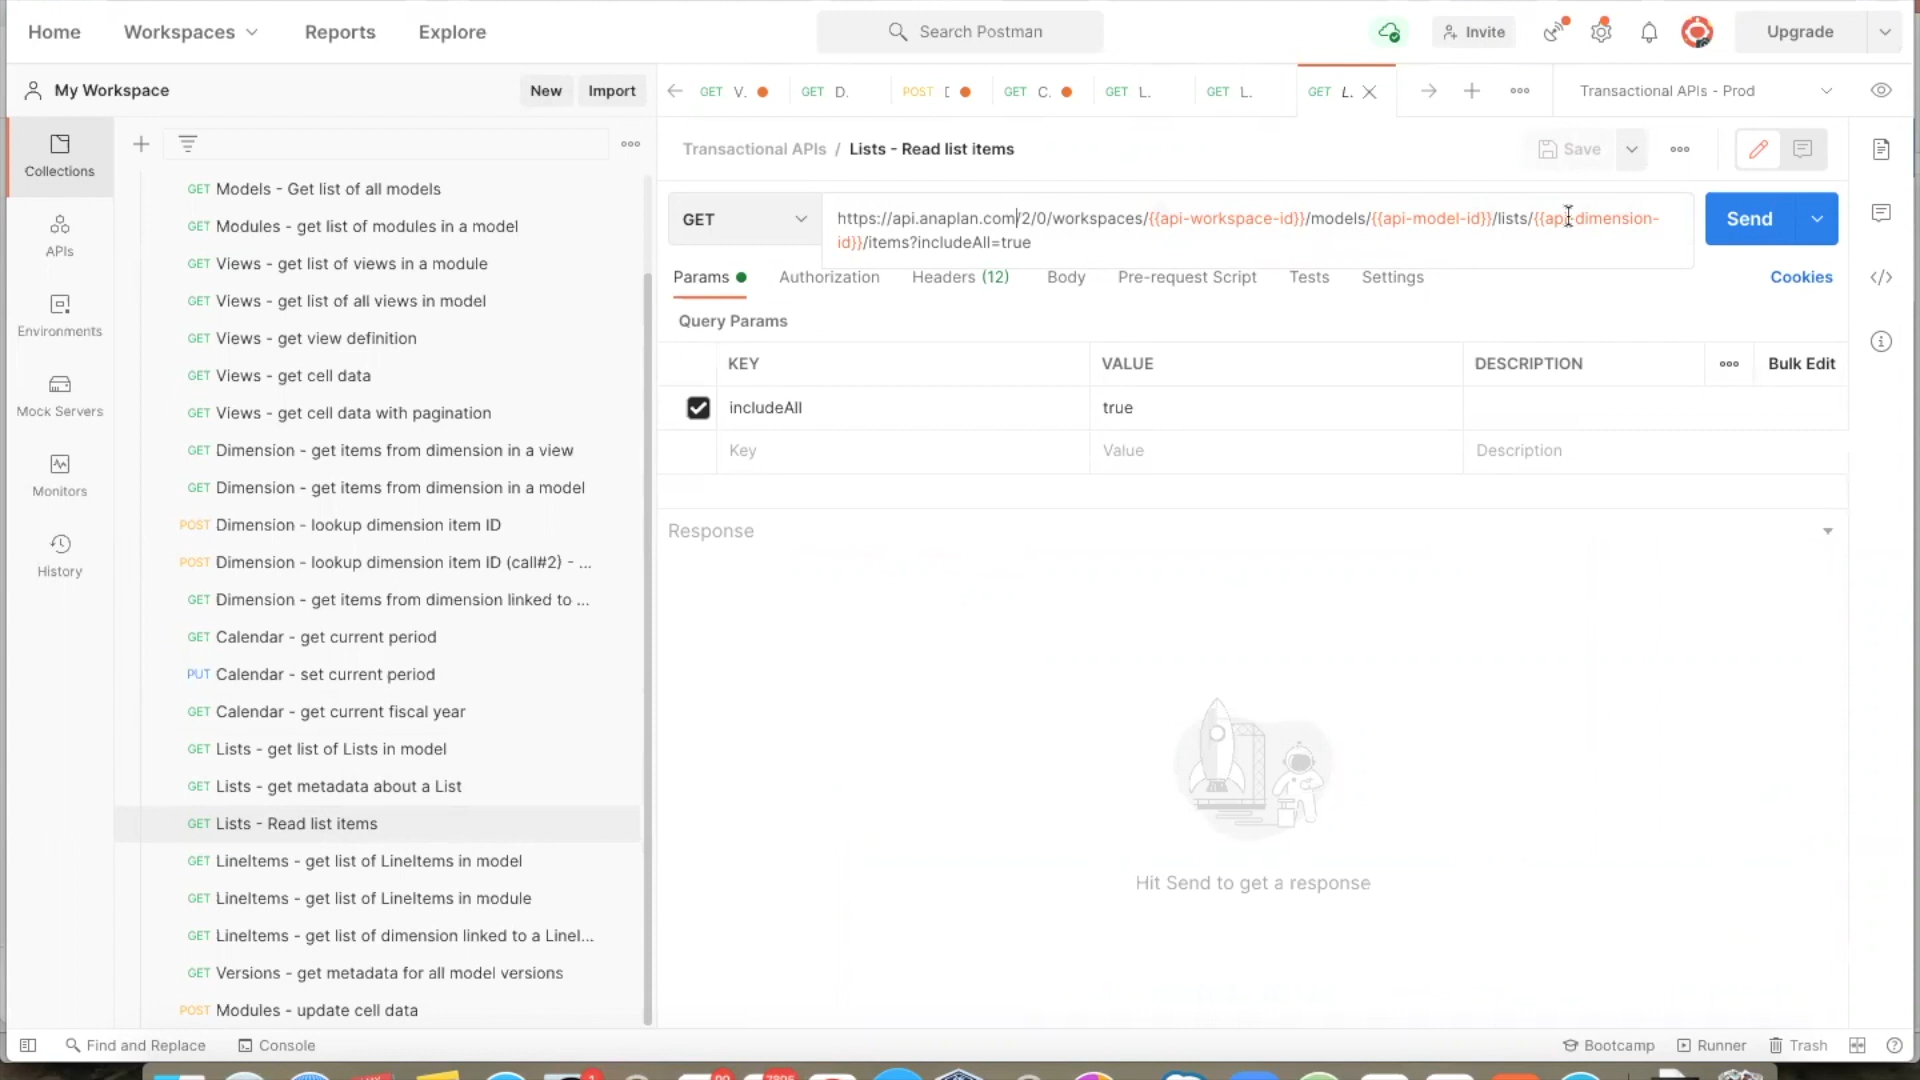 Home
Workspaces
Reports
Explore
Search Postman
Invite
Upgrade
My Workspace
New
Import
GET V.
GET D.
POST
GET C.
GET L.
GET L.
GET L.
Transactional APIs - Prod
Collections
APIs
Environments
Mock Servers
Monitors
History
GET Models - Get list of all models
GET Modules - get list of modules in a model
GET Views - get list of views in a module
GET Views - get list of all views in model
GET Views - get view definition
GET Views - get cell data
GET Views - get cell data with pagination
GET Dimension - get items from dimension in a view
GET Dimension - get items from dimension in a model
POST Dimension - lookup dimension item ID
POST Dimension - lookup dimension item ID (call#2) - ...
GET Dimension - get items from dimension linked to ...
GET Calendar - get current period
PUT Calendar - set current period
GET Calendar - get current fiscal year
GET Lists - get list of Lists in model
GET Lists - get metadata about a List
GET Lists - Read list items
GET LineItems - get list of LineItems in model
GET LineItems - get list of LineItems in module
GET LineItems - get list of dimension linked to a LineI...
GET Versions - get metadata for all model versions
POST Modules - update cell data
Transactional APIs / Lists - Read list items
Save
GET
https://api.anaplan.com/2/0/workspaces/{{api-workspace-id}}/models/{{api-model-id}}/lists/{{api-dimension-
id}}/items?includeAll=true
Send
Params
Authorization
Headers (12)
Body
Pre-request Script
Tests
Settings
Cookies
Query Params
KEY
VALUE
DESCRIPTION
Bulk Edit
includeAll
true
Key
Value
Description
Response
Hit Send to get a response
Find and Replace
Console
Bootcamp
Runner
Trash